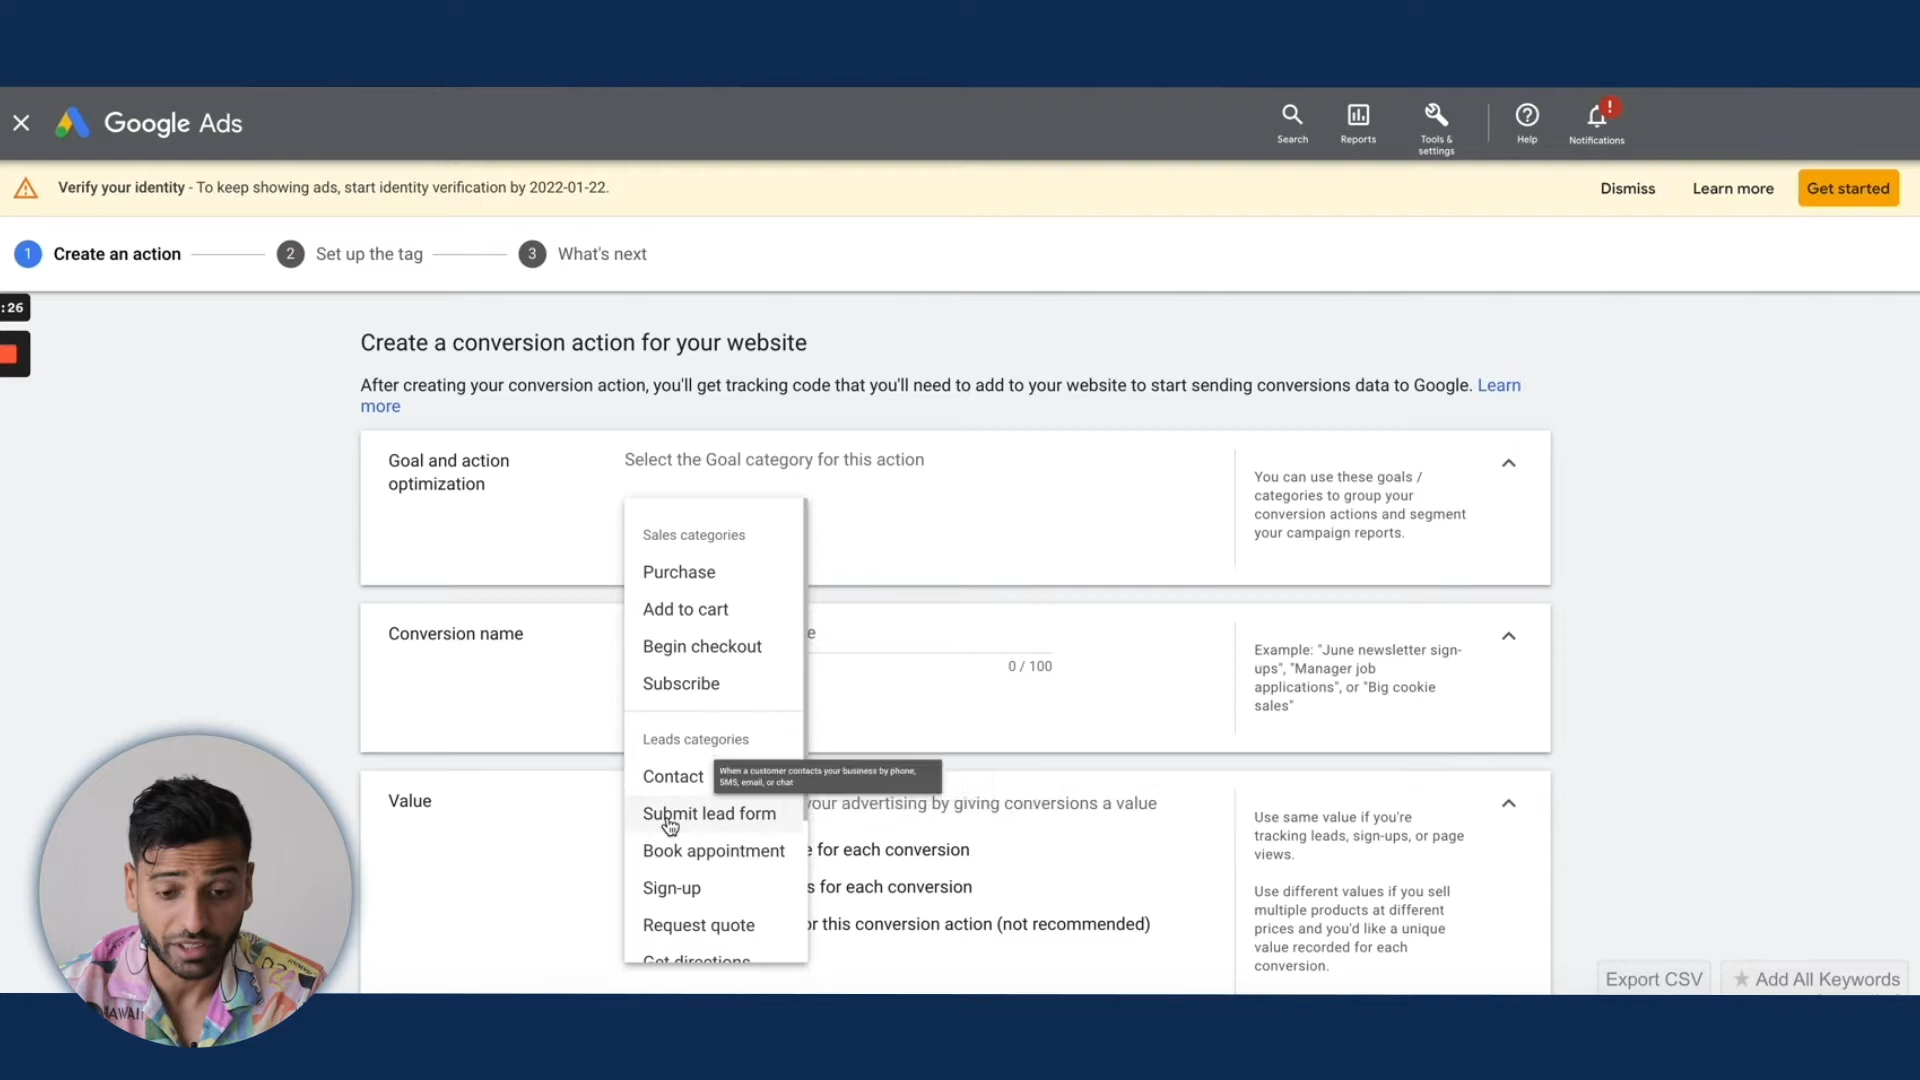 Google Ads
Search
Reports
Tools &
settings
Help
!
Notifications
Verify your identity - To keep showing ads, start identity verification by 2022-01-22.
Dismiss
Learn more
Get started
1
Create an action
2
Set up the tag
3
What's next
:26
Create a conversion action for your website
After creating your conversion action, you'll get tracking code that you'll need to add to your website to start sending conversions data to Google. Learn
more
Goal and action
optimization
Select the Goal category for this action
You can use these goals /
categories to group your
conversion actions and segment
your campaign reports.
Sales categories
Purchase
Add to cart
Begin checkout
Subscribe
Leads categories
Contact
When a customer contacts your business by phone,
SMS, email, or chat
Submit lead form
Book appointment
Sign-up
Request quote
Get directions
Conversion name
e
0 / 100
Example: "June newsletter sign-
ups", "Manager job
applications", or "Big cookie
sales"
Value
your advertising by giving conversions a value
e for each conversion
s for each conversion
or this conversion action (not recommended)
Use same value if you're
tracking leads, sign-ups, or page
views.
Use different values if you sell
multiple products at different
prices and you'd like a unique
value recorded for each
conversion.
Export CSV
★ Add All Keywords